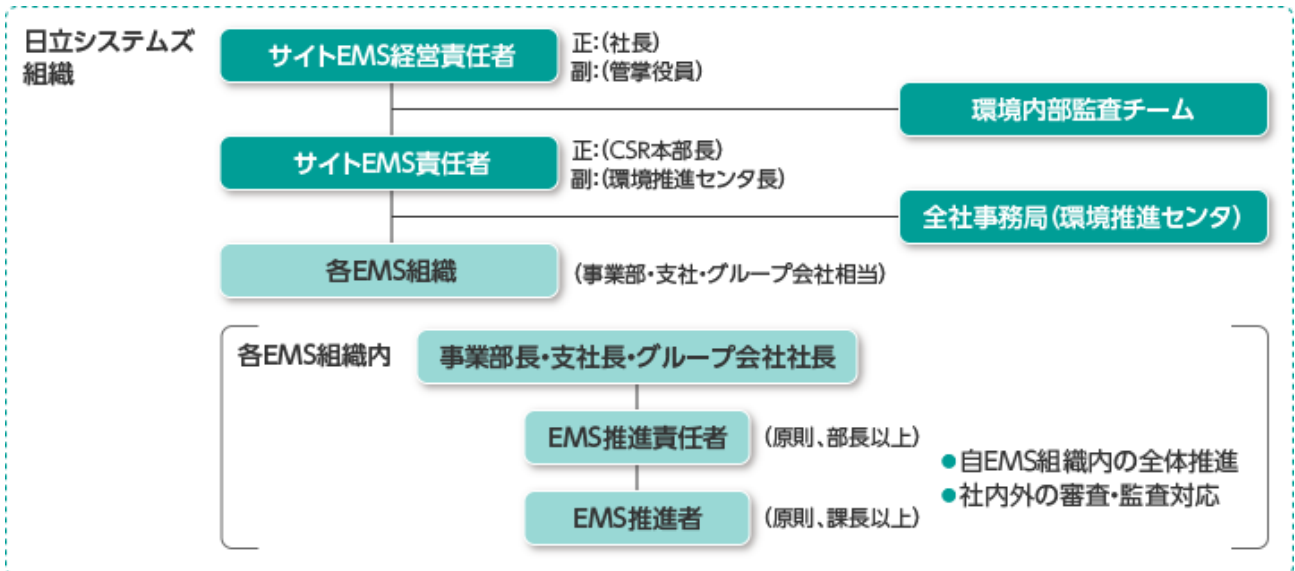 日立システムズ
組織
サイトEMS経営責任者
正:(社長)
副:(管掌役員)
環境内部監査チーム
サイトEMS責任者
正:(CSR本部長)
副:(環境推進センタ長)
全社事務局(環境推進センタ)
各EMS組織
(事業部・支社・グループ会社相当)
各EMS組織内
事業部長・支社長・グループ会社社長
EMS推進責任者
(原則、部長以上)
EMS推進者
(原則、課長以上)
●自EMS組織内の全体推進
●社内外の審査・監査対応